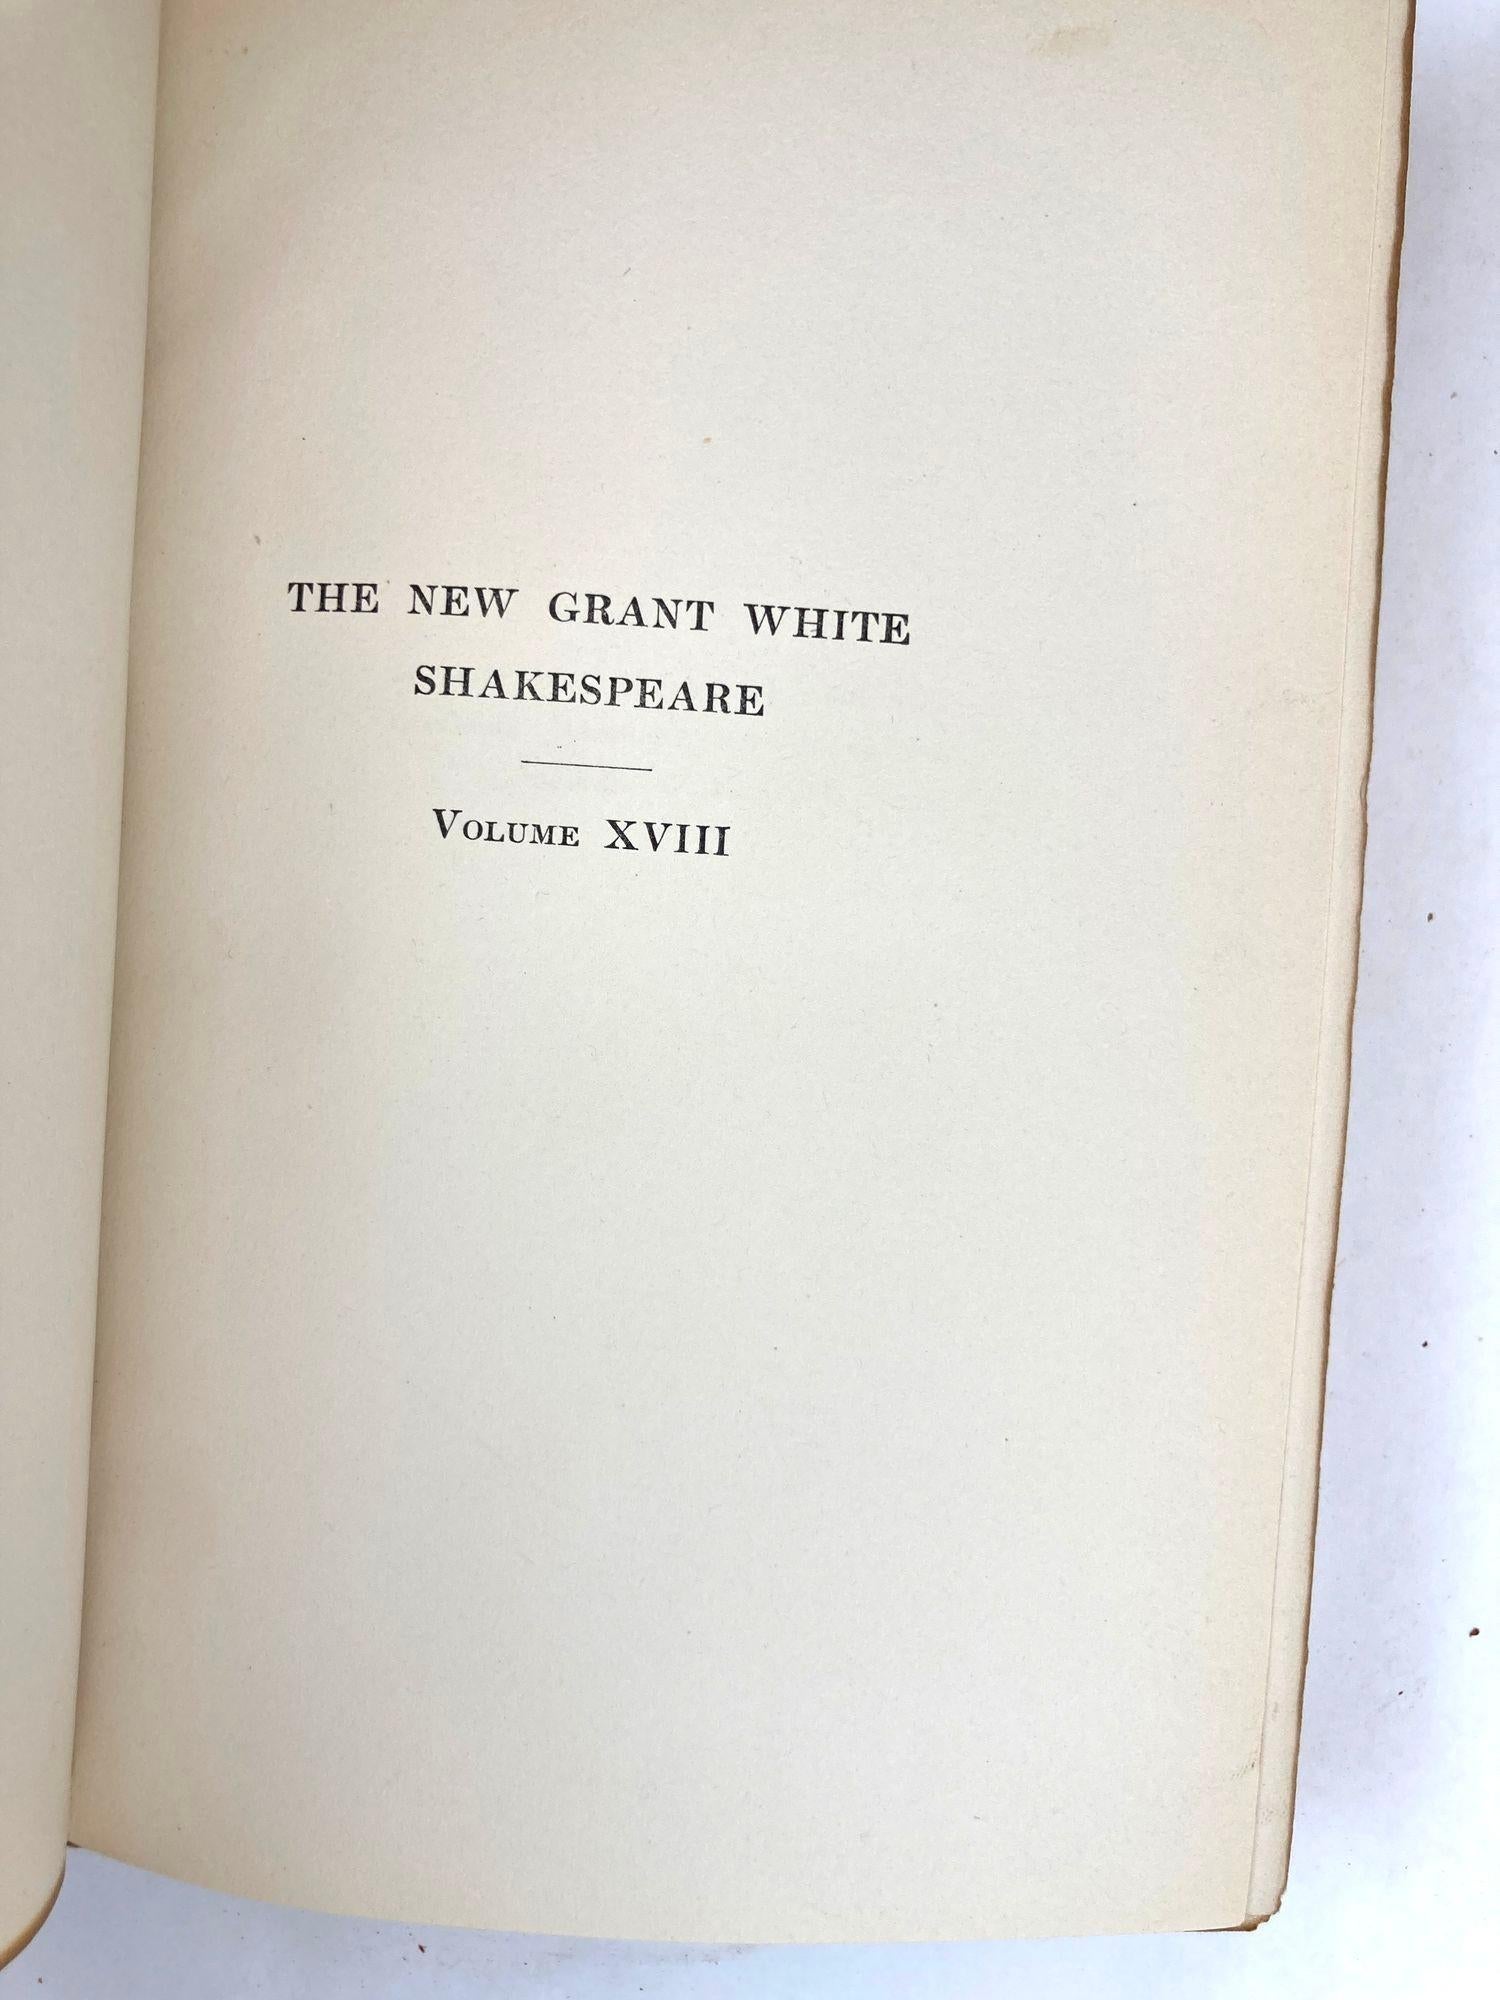 THE NEW GRANT WHITE
SHAKESPEARE
VOLUME XVIII